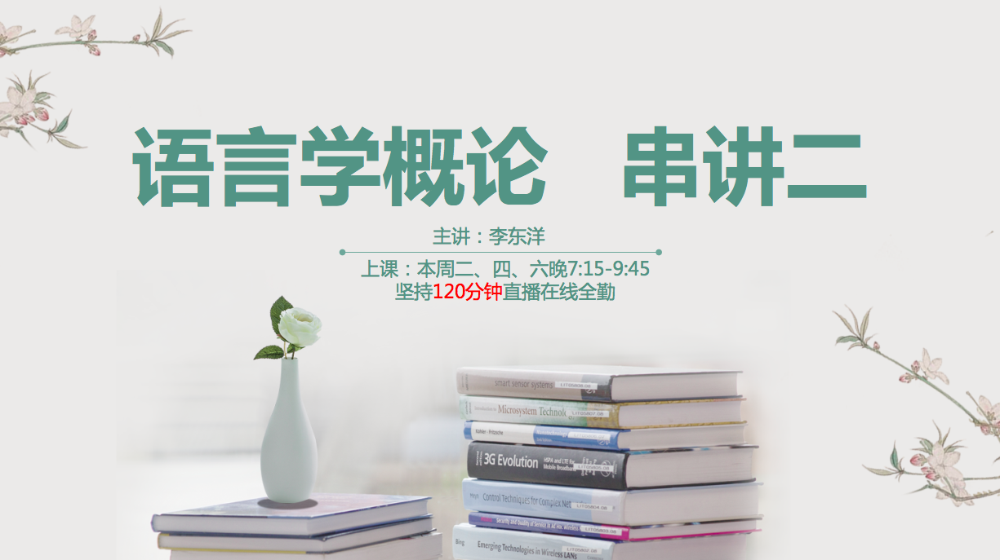 语言学概论 串讲二
主讲：李东洋
上课：本周二、四、六晚7:15-9:45
坚持120分钟直播在线全勤
smart sensor systems
Microsystem Technok
Köhler · Fritzsche
3G Evolution
HSPA and LTE for
Mobile Broadband
Control Techniques for Complex Net
Security and Quality of Service in Ad Hoc Wireless
Bing
Emerging Technologies in Wireless LANs